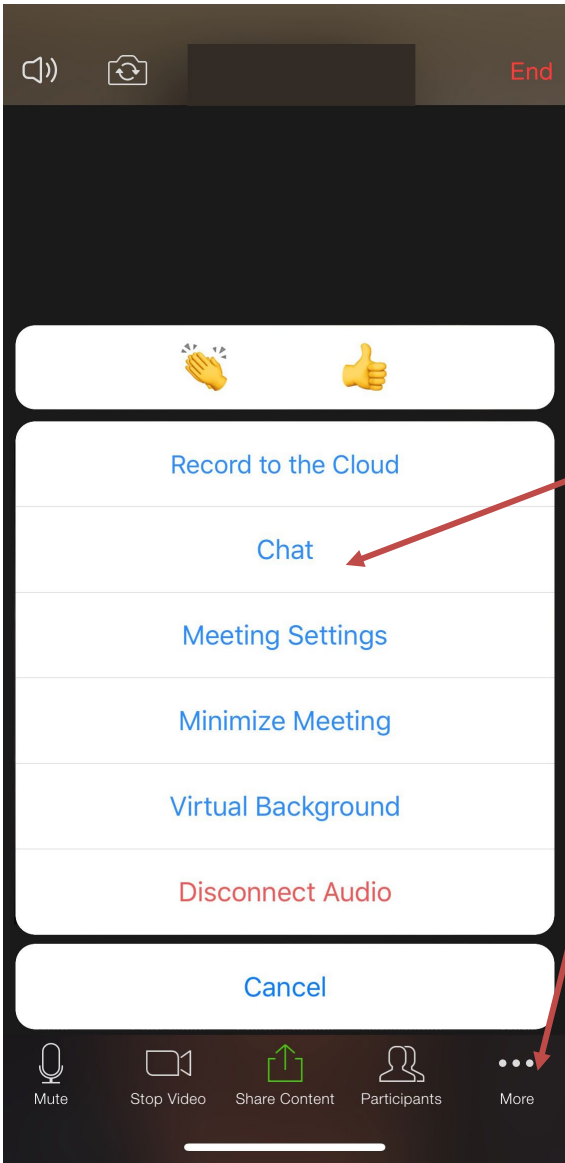 End
Record to the Cloud
Chat
Meeting Settings
Minimize Meeting
Virtual Background
Disconnect Audio
Cancel
Mute Stop Video Share Content Participants More